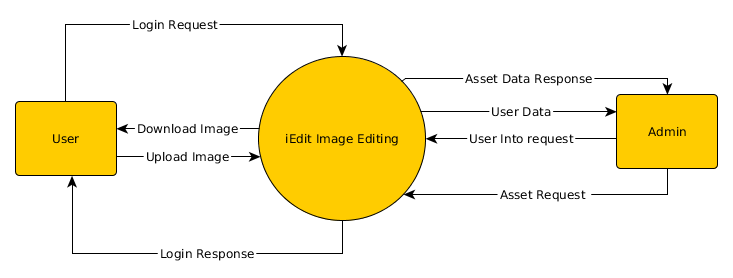 Login Request
Asset Data Response
User Data
Download Image
User
iEdit Image Editing
User Into request
Admin
Upload Image
Asset Request
Login Response